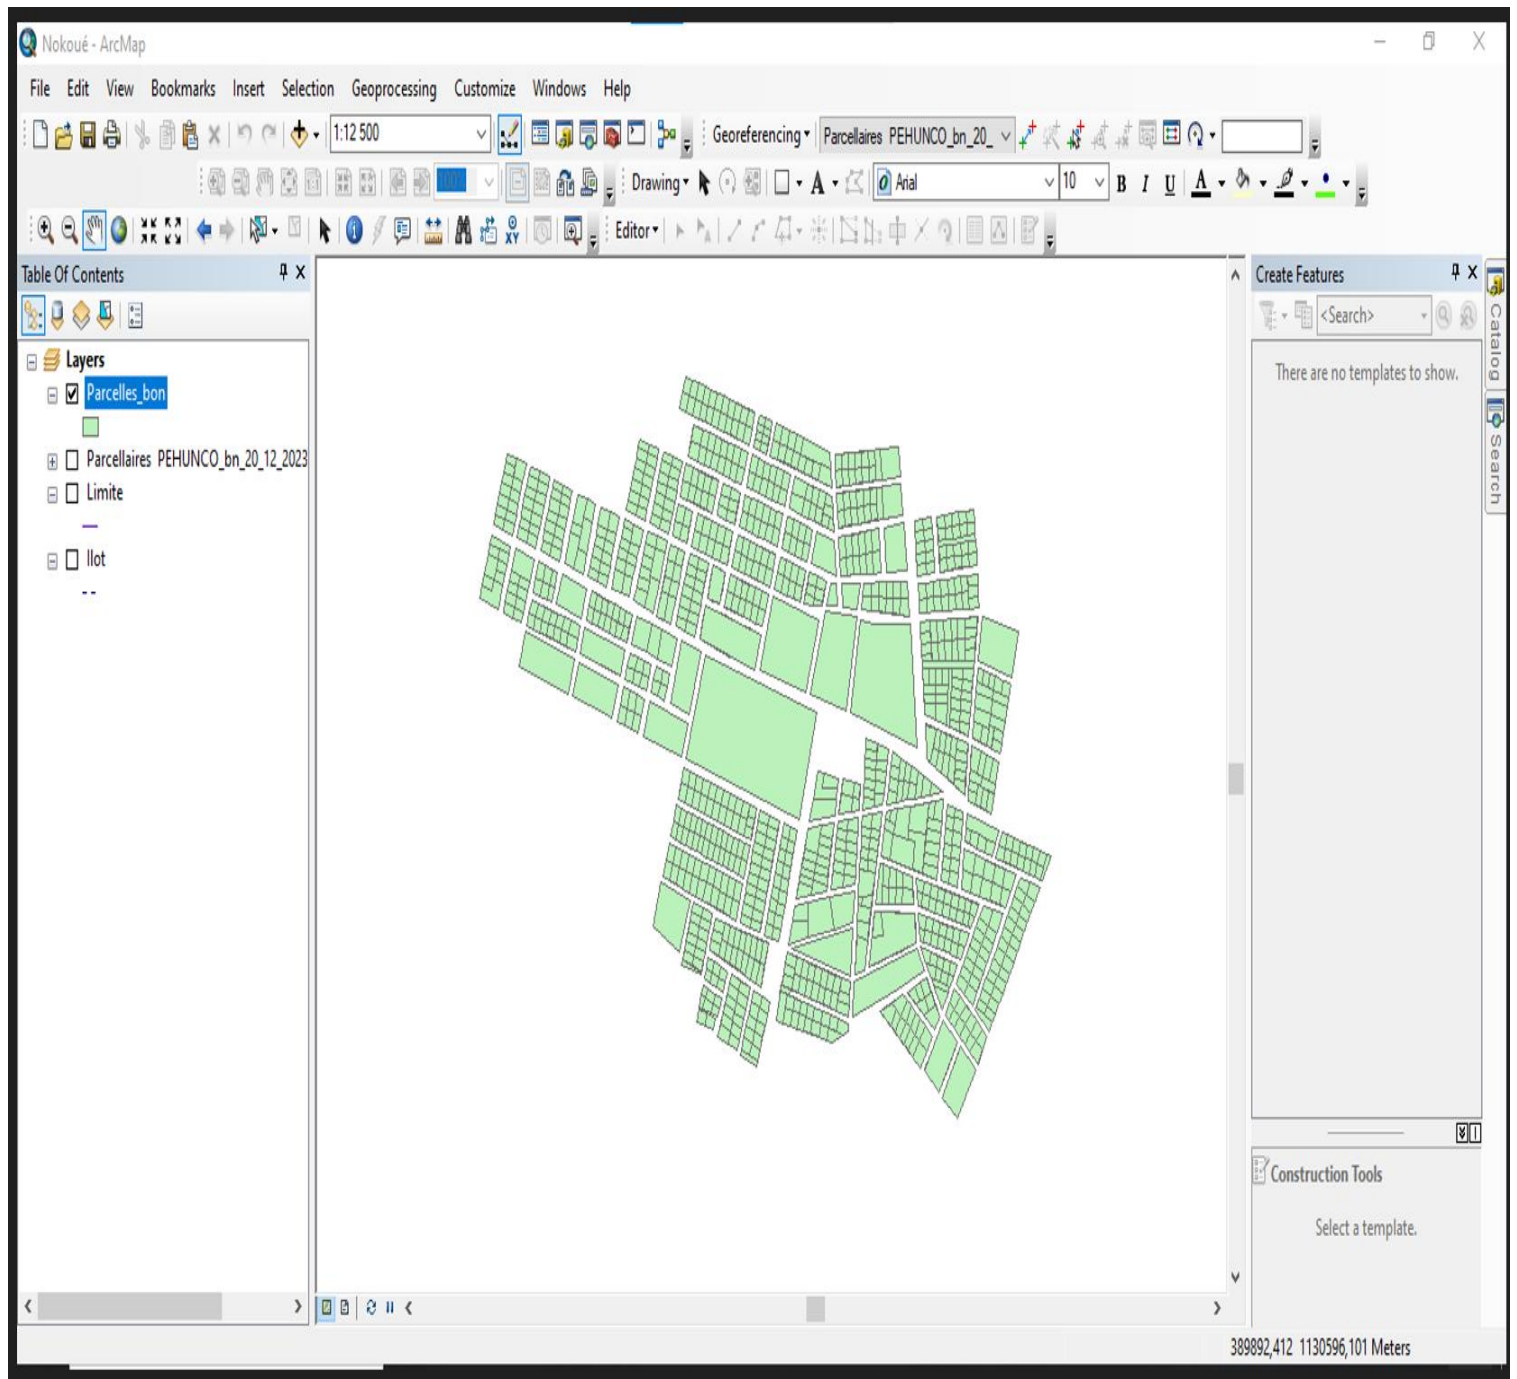 Nokoué - ArcMap
File Edit View Bookmarks Insert Selection Geoprocessing Customize Windows Help
1:12 500 Georeferencing Parcellaires PEHUNCO_bn_20_
100% Drawing A Arial 10 B I U A
XY Editor
Table Of Contents
Create Features
<Search>
Catalog
Search
Layers
Parcelles_bon
Parcellaires PEHUNCO_bn_20_12_2023
Limite
Ilot
There are no templates to show.
Construction Tools
Select a template.
389892,412 1130596,101 Meters